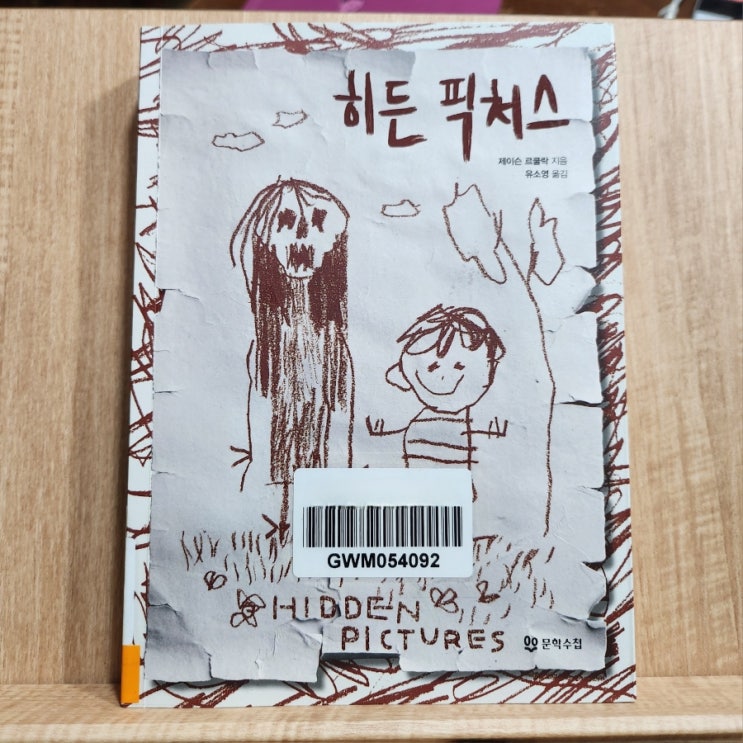 히든 픽처스
제이슨 르쿨락 지음
유소영 옮김
GWM054092
HIDDEN
PICTURES
문학수첩